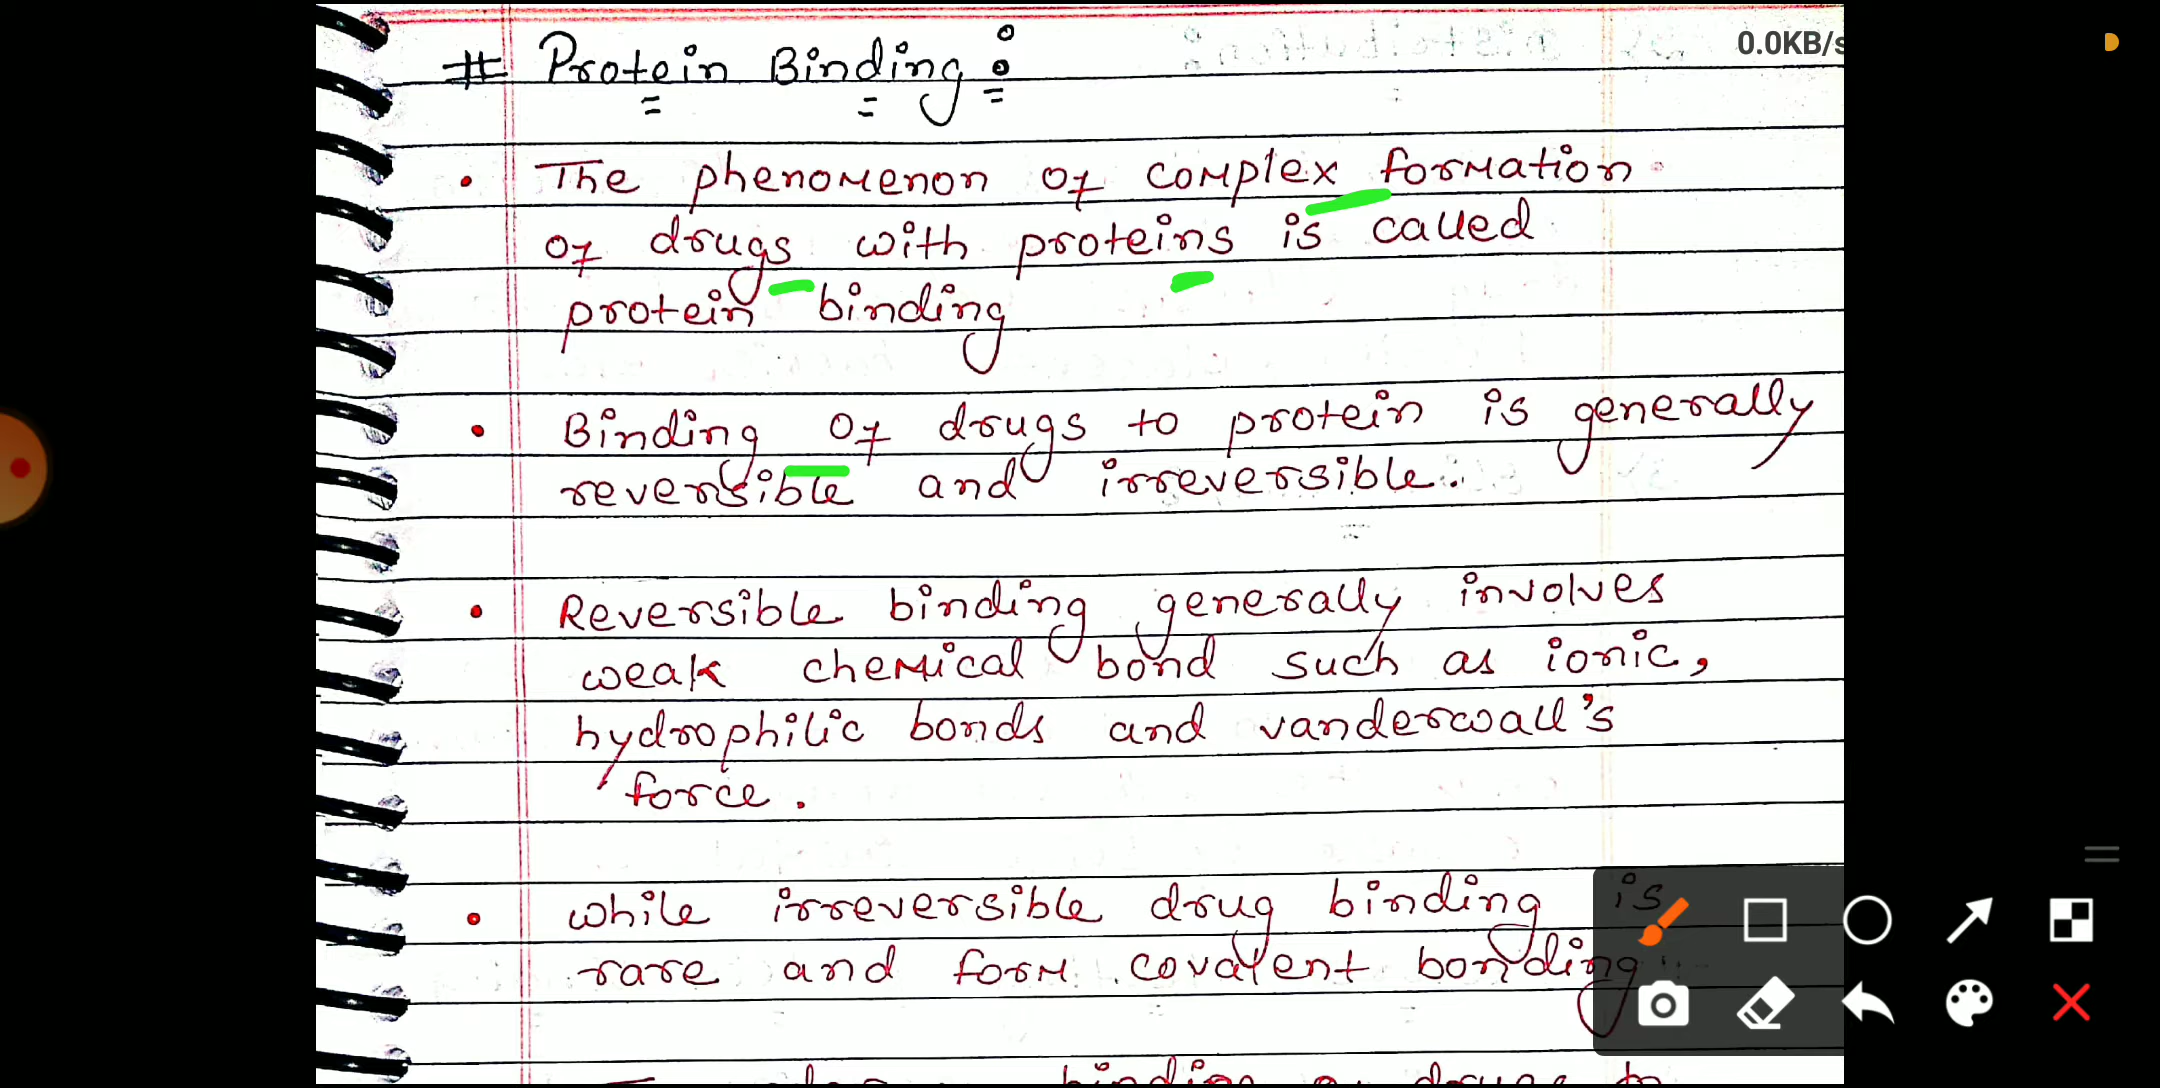 0.0KB/s
# Protein Binding :
• The phenomenon of complex formation
of drugs with proteins is called
protein binding
• Binding of drugs to protein is generally
reversible and irreversible.
• Reversible binding generally involves
weak chemical bond such as ionic,
hydrophilic bonds and vanderwall's
force.
• while irreversible drug binding is
rare and form covalent bonding
binding